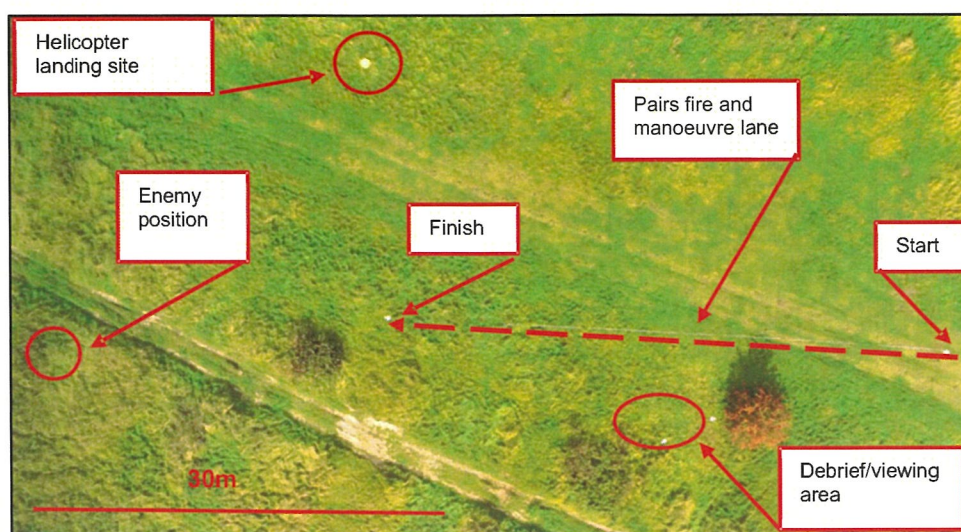 Helicopter
landing site
Pairs fire and
manoeuvre lane
Enemy
position
Finish
Start
30m
Debrief/viewing
area